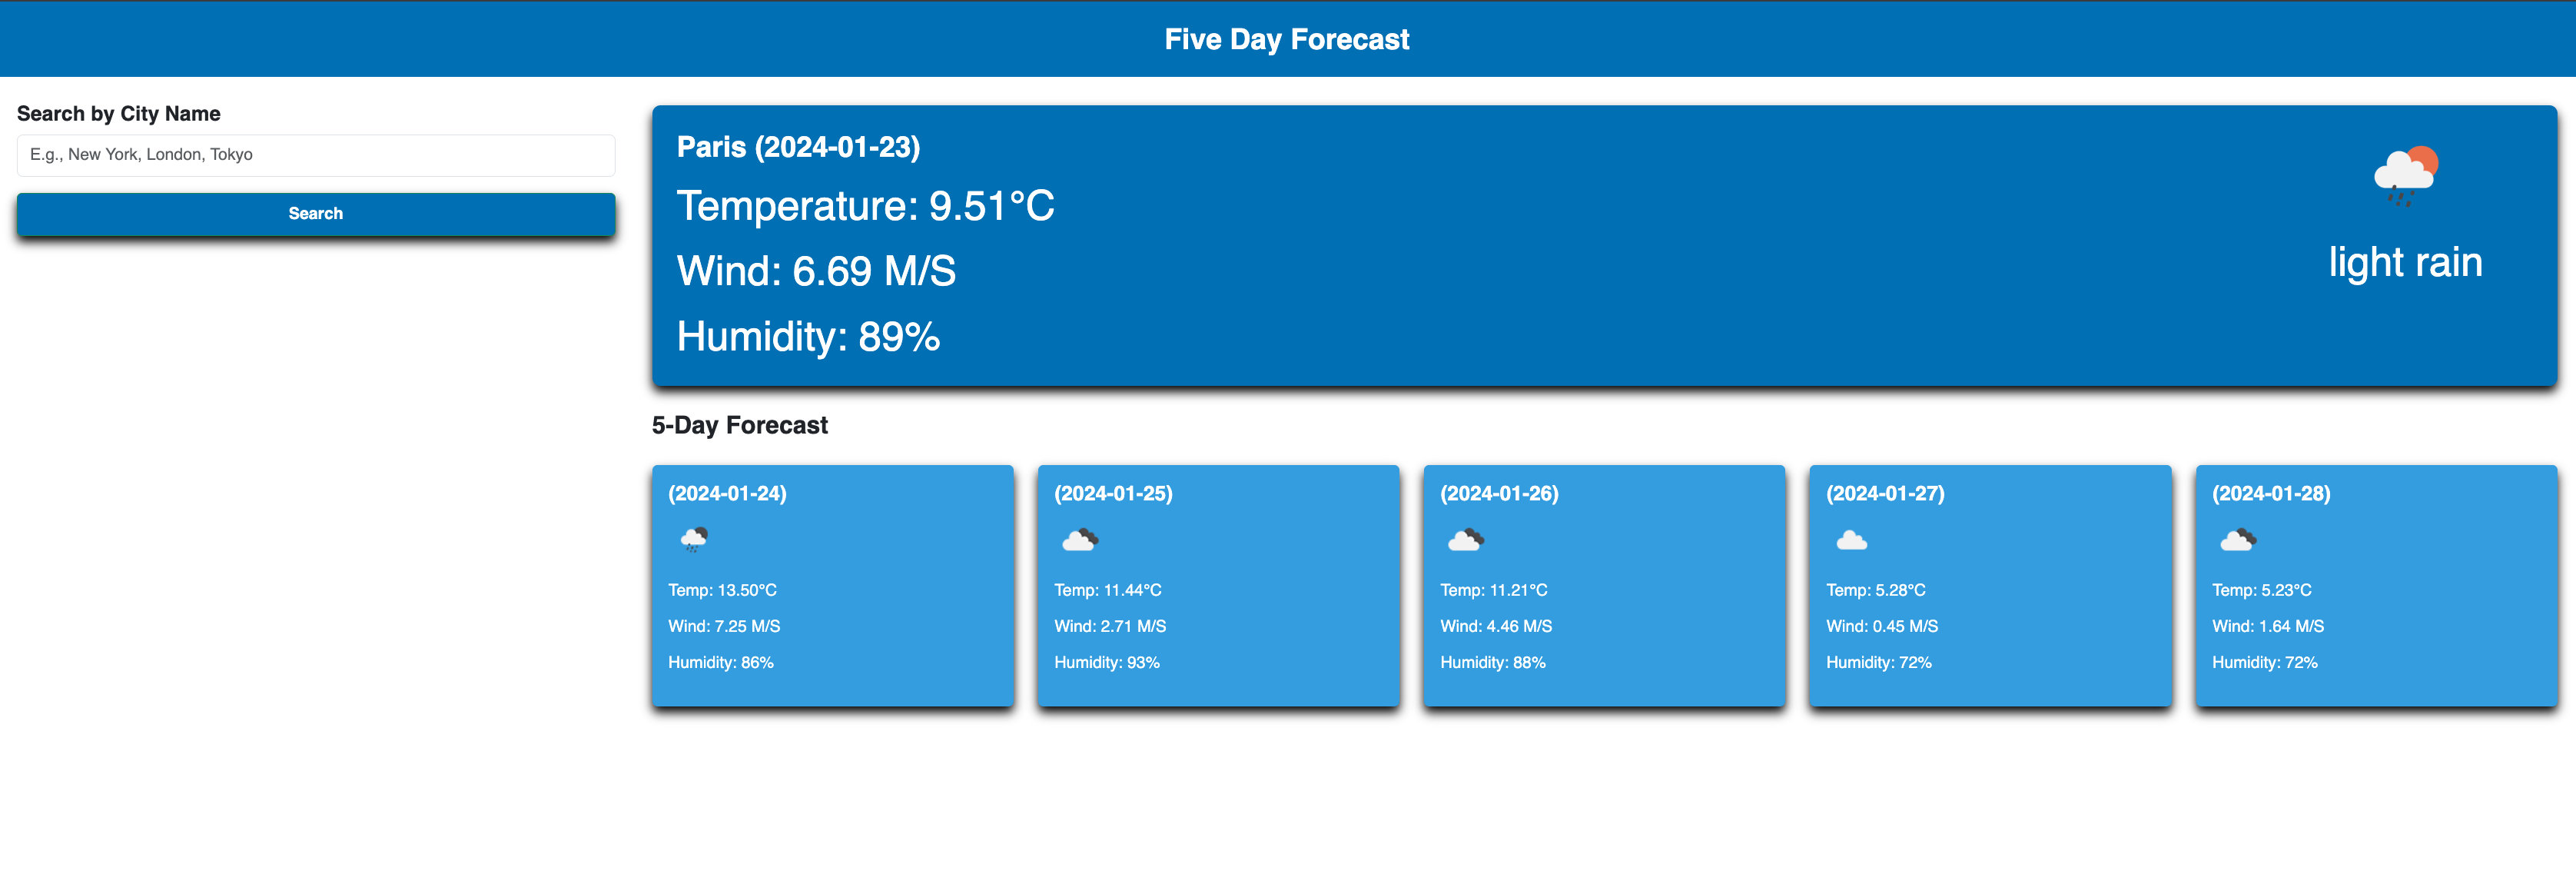 Five Day Forecast
Search by City Name
E.g., New York, London, Tokyo
Search
Paris (2024-01-23)
Temperature: 9.51°C
Wind: 6.69 M/S
Humidity: 89%
light rain
5-Day Forecast
(2024-01-24)
Temp: 13.50°C
Wind: 7.25 M/S
Humidity: 86%
(2024-01-25)
Temp: 11.44°C
Wind: 2.71 M/S
Humidity: 93%
(2024-01-26)
Temp: 11.21°C
Wind: 4.46 M/S
Humidity: 88%
(2024-01-27)
Temp: 5.28°C
Wind: 0.45 M/S
Humidity: 72%
(2024-01-28)
Temp: 5.23°C
Wind: 1.64 M/S
Humidity: 72%